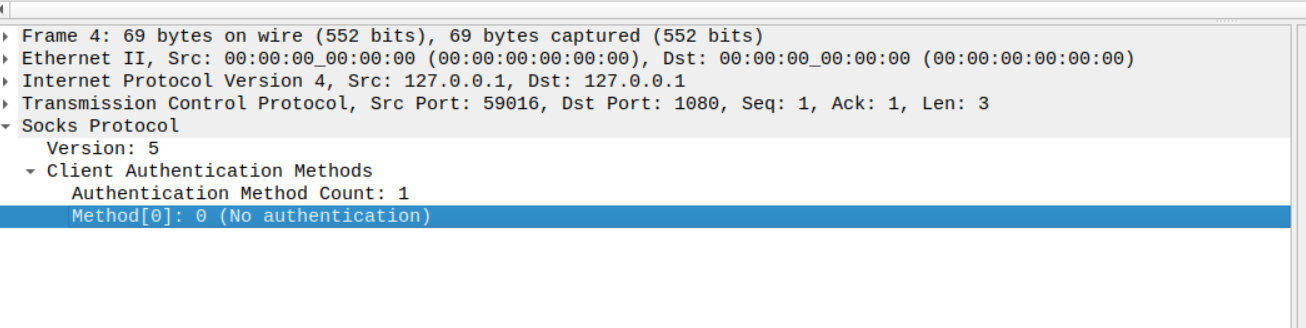 Frame 4: 69 bytes on wire (552 bits), 69 bytes captured (552 bits)
Ethernet II, Src: 00:00:00_00:00:00 (00:00:00:00:00:00), Dst: 00:00:00_00:00:00 (00:00:00:00:00:00)
Internet Protocol Version 4, Src: 127.0.0.1, Dst: 127.0.0.1
Transmission Control Protocol, Src Port: 59016, Dst Port: 1080, Seq: 1, Ack: 1, Len: 3
Socks Protocol
Version: 5
Client Authentication Methods
Authentication Method Count: 1
Method[0]: 0 (No authentication)